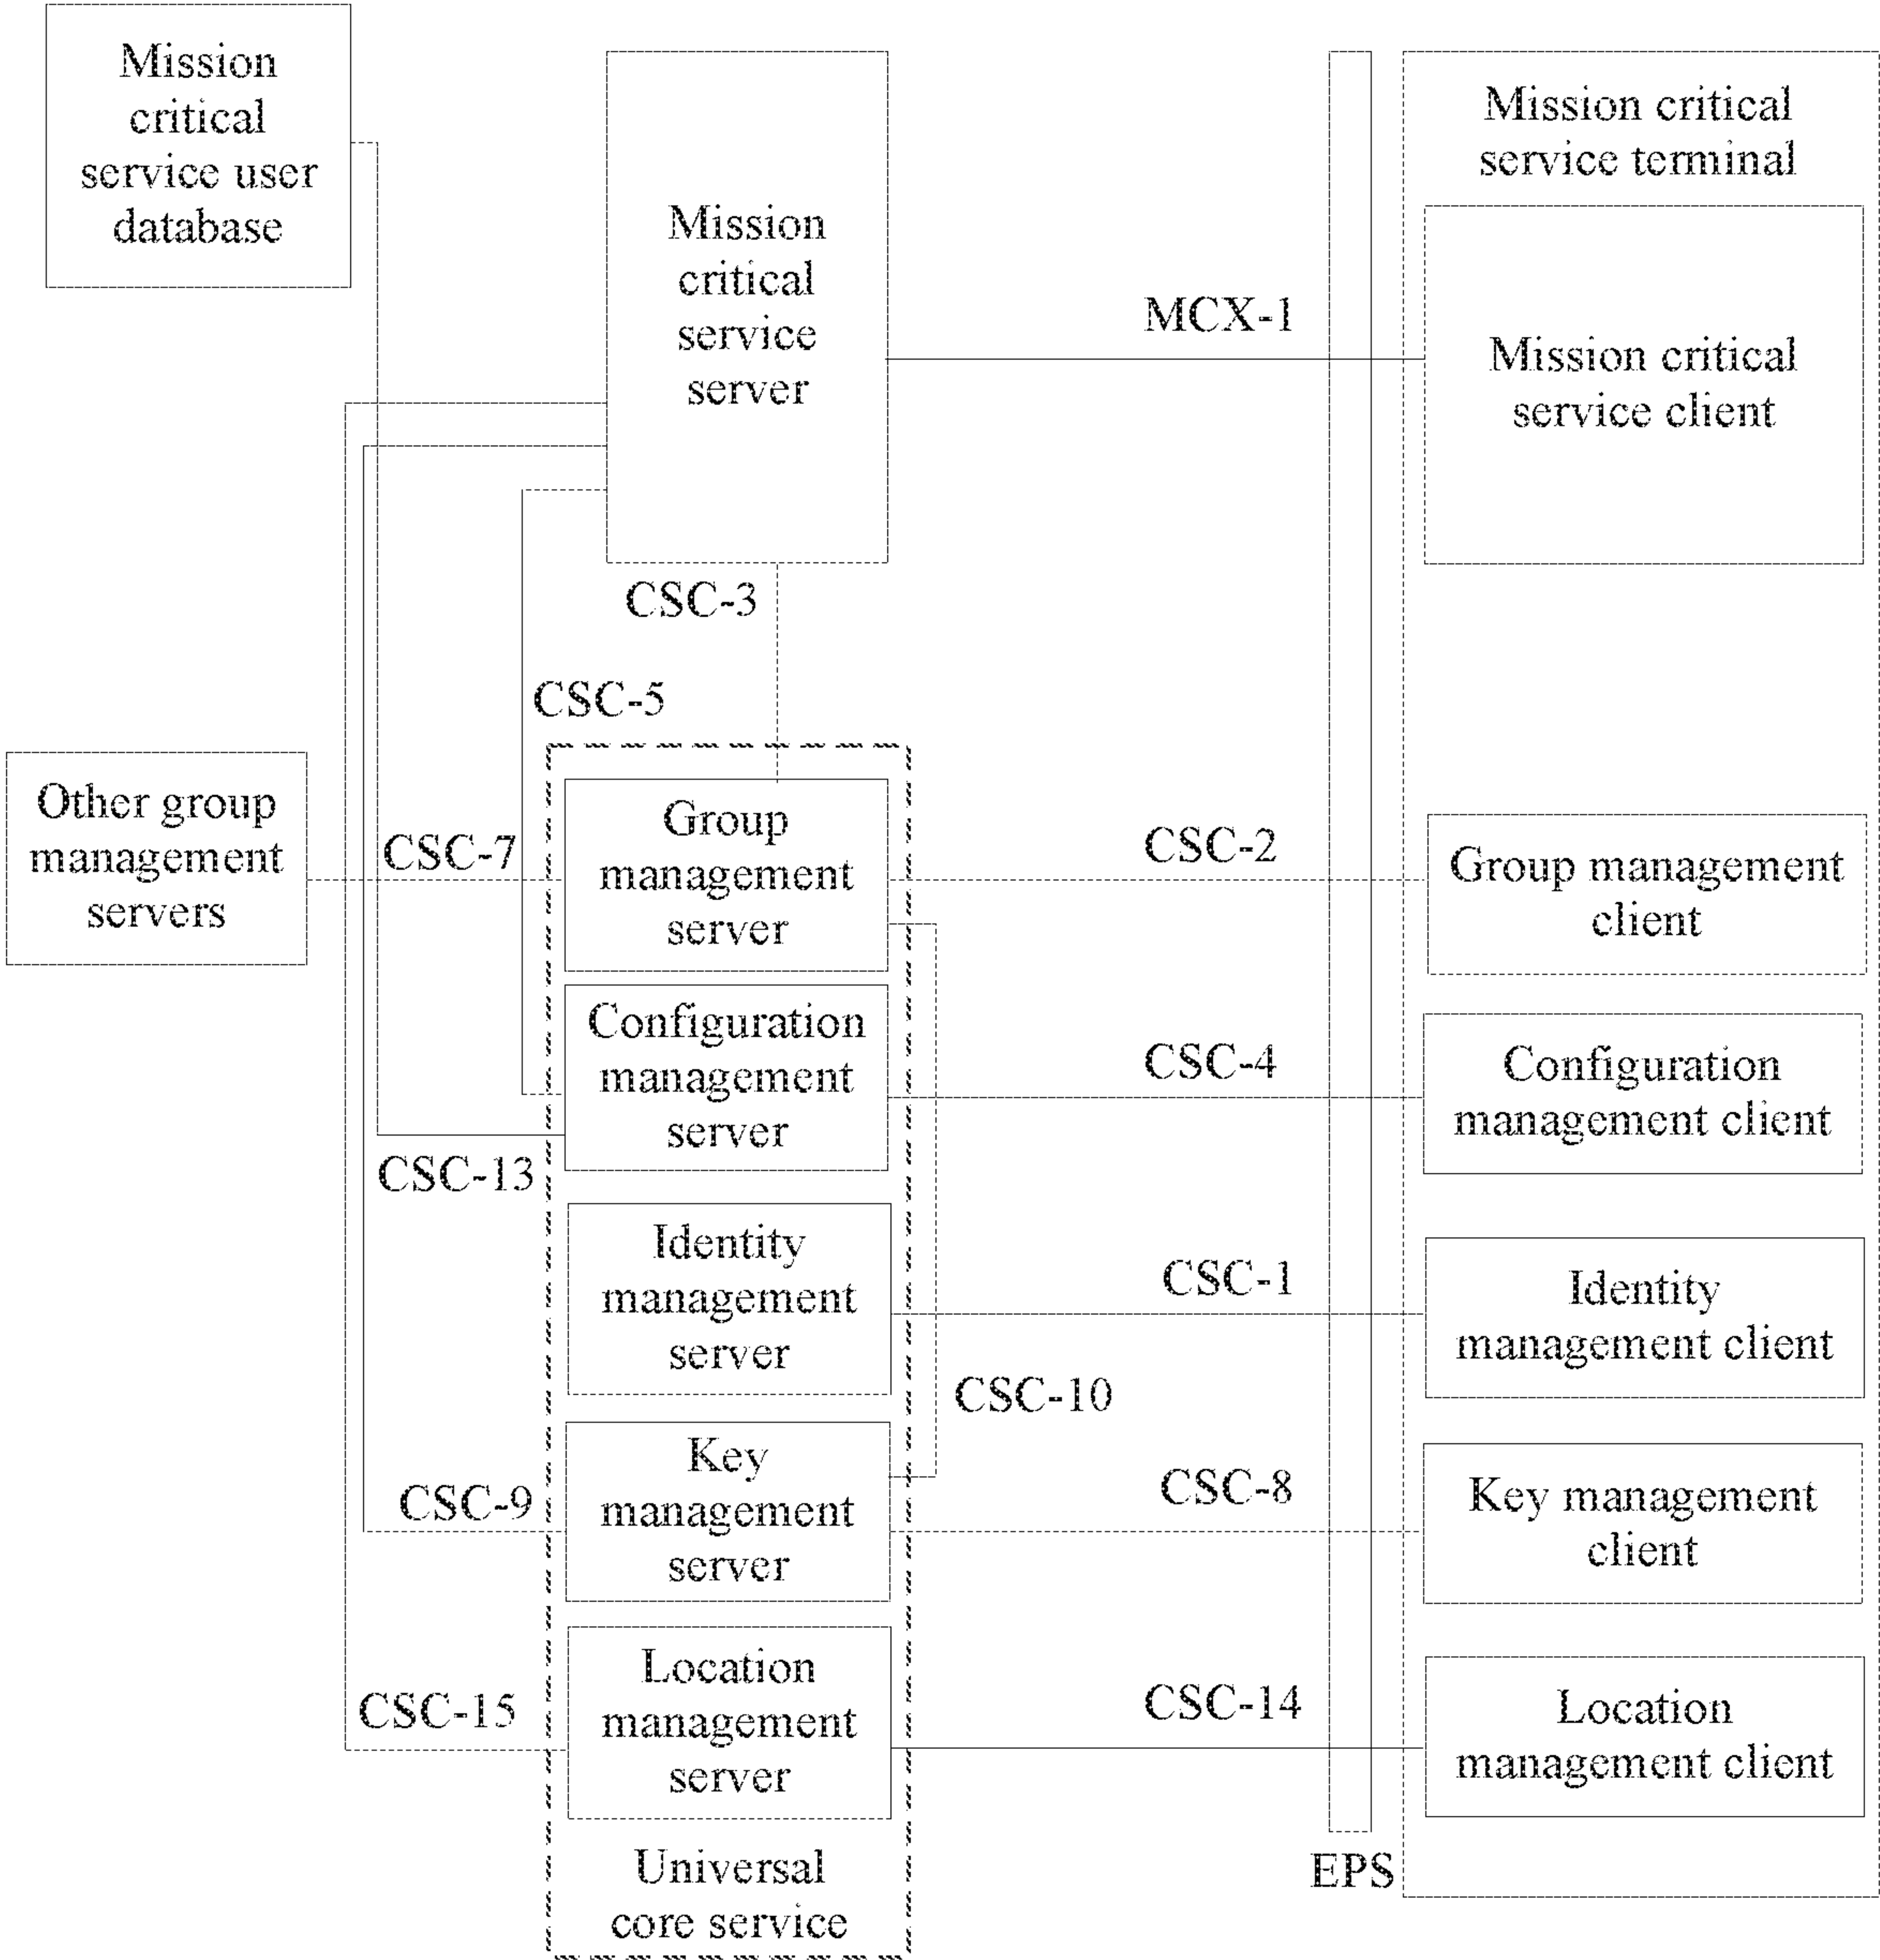 Mission
critical
service user
database
Mission
critical
service
server
MCX-1
Mission critical
service terminal
Mission critical
service client
CSC-3
CSC-5
Other group
management
servers
CSC-7
Group
management
server
CSC-2
Group management
client
Configuration
management
server
CSC-4
Configuration
management client
CSC-13
Identity
management
server
CSC-1
Identity
management client
CSC-10
CSC-9
Key
management
server
CSC-8
Key management
client
CSC-15
Location
management
server
CSC-14
Location
management client
Universal
core service
EPS